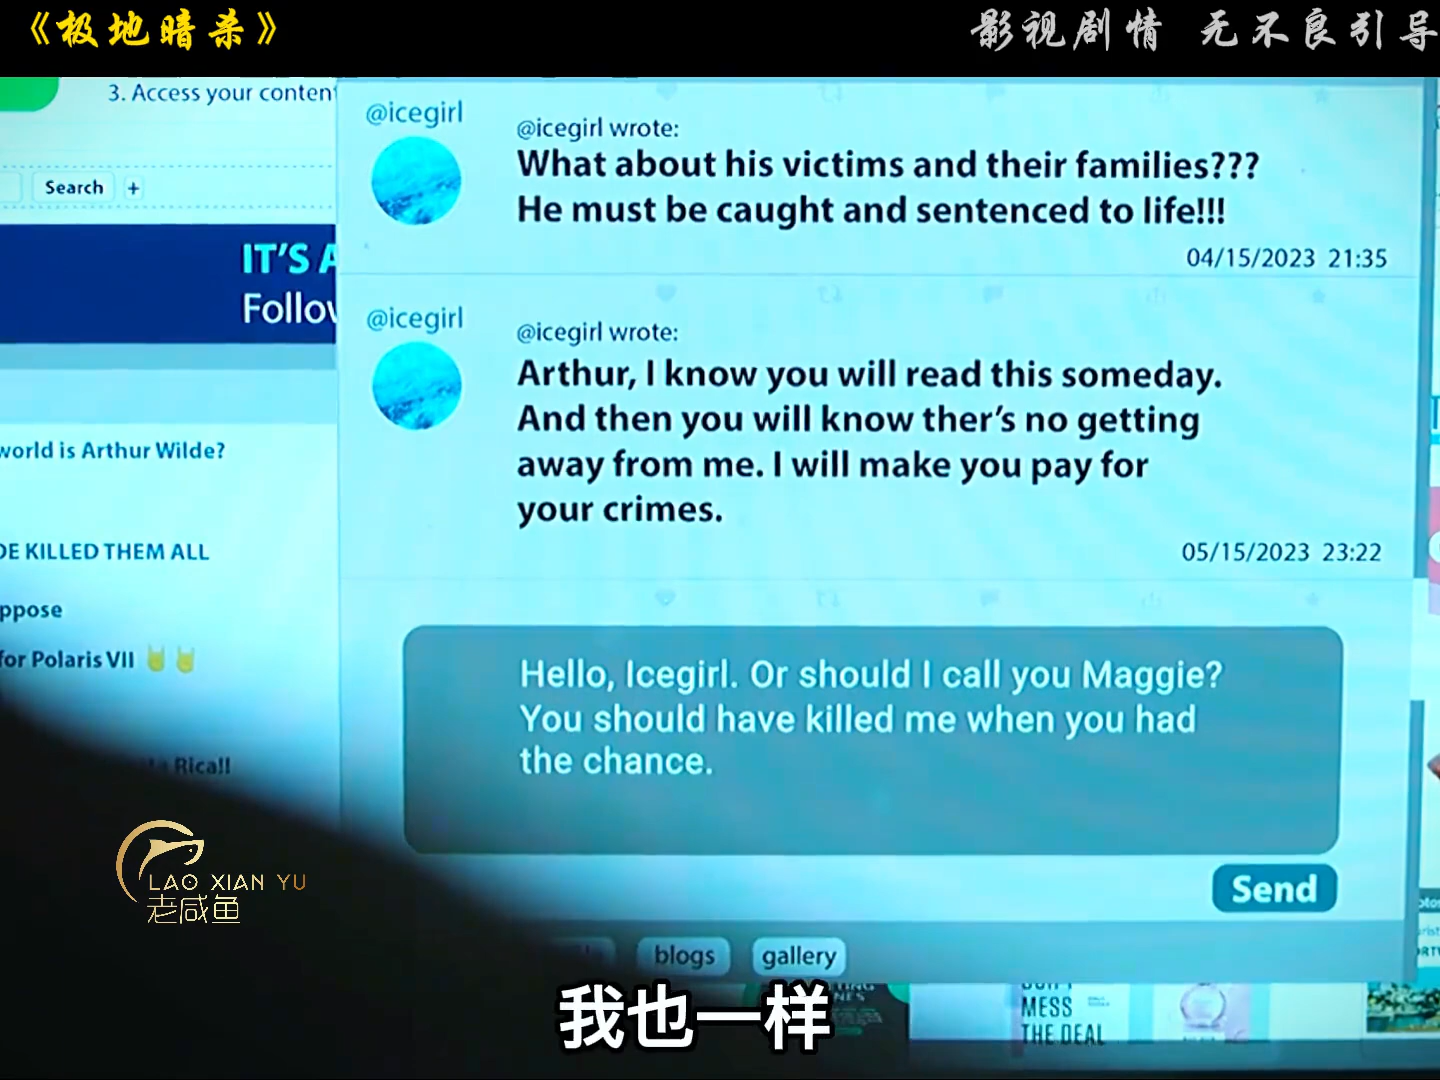 《极地暗杀》
影视剧情 无不良引导
3. Access your content
Search +
IT'S A
Follow
world is Arthur Wilde?
DE KILLED THEM ALL
ppose
for Polaris VII
Rica!!
@icegirl
@icegirl wrote:
What about his victims and their families???
He must be caught and sentenced to life!!!
04/15/2023 21:35
@icegirl
@icegirl wrote:
Arthur, I know you will read this someday.
And then you will know ther's no getting
away from me. I will make you pay for
your crimes.
05/15/2023 23:22
Hello, Icegirl. Or should I call you Maggie?
You should have killed me when you had
the chance.
Send
blogs
gallery
LAO XIAN YU
老咸鱼
MESS
THE DEAL
我也一样